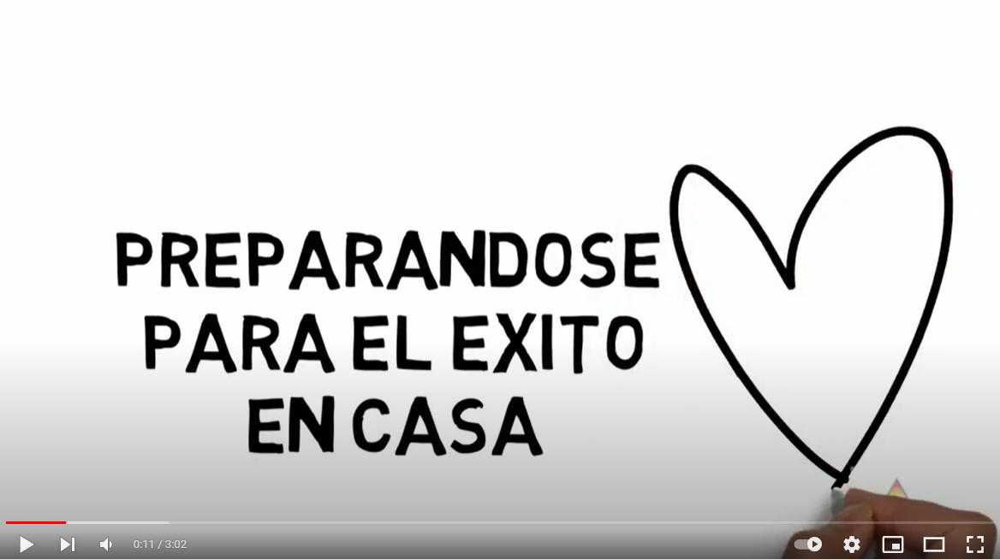 PREPARANDOSE
PARA EL EXITO
EN CASA
0:11 / 3:02